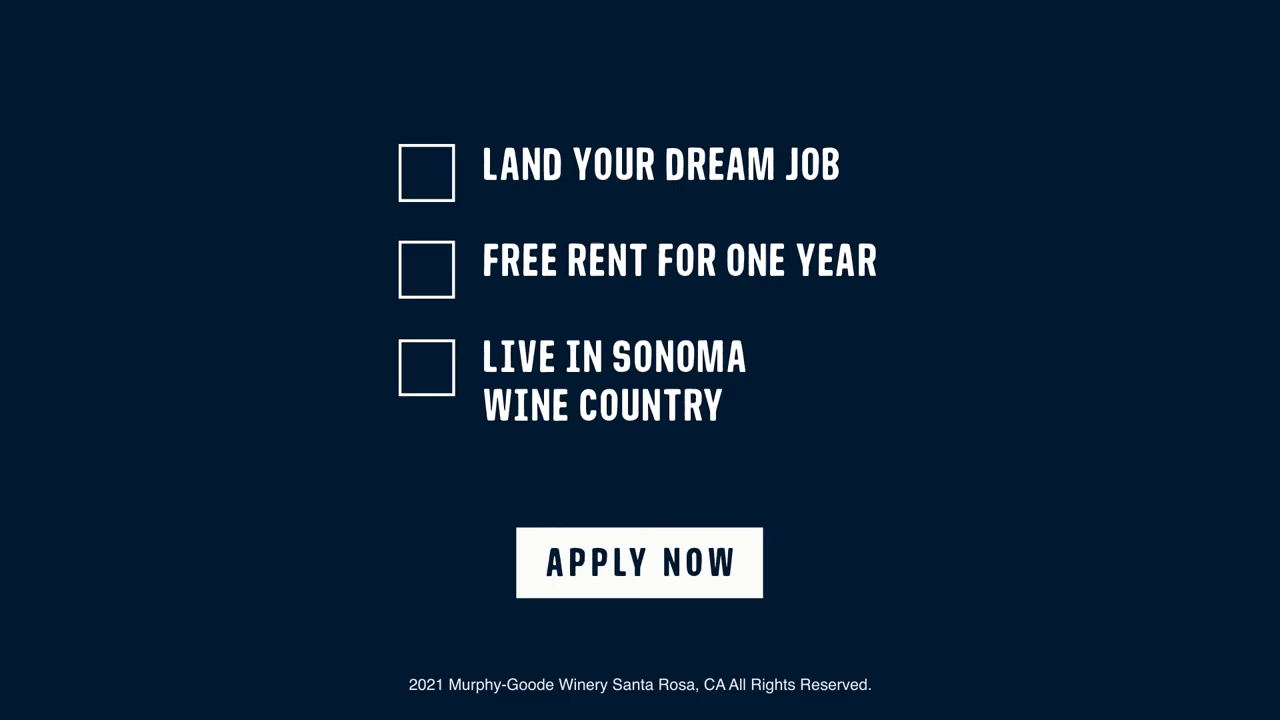 LAND YOUR DREAM JOB
FREE RENT FOR ONE YEAR
LIVE IN SONOMA
WINE COUNTRY
APPLY NOW
2021 Murphy-Goode Winery Santa Rosa, CA All Rights Reserved.